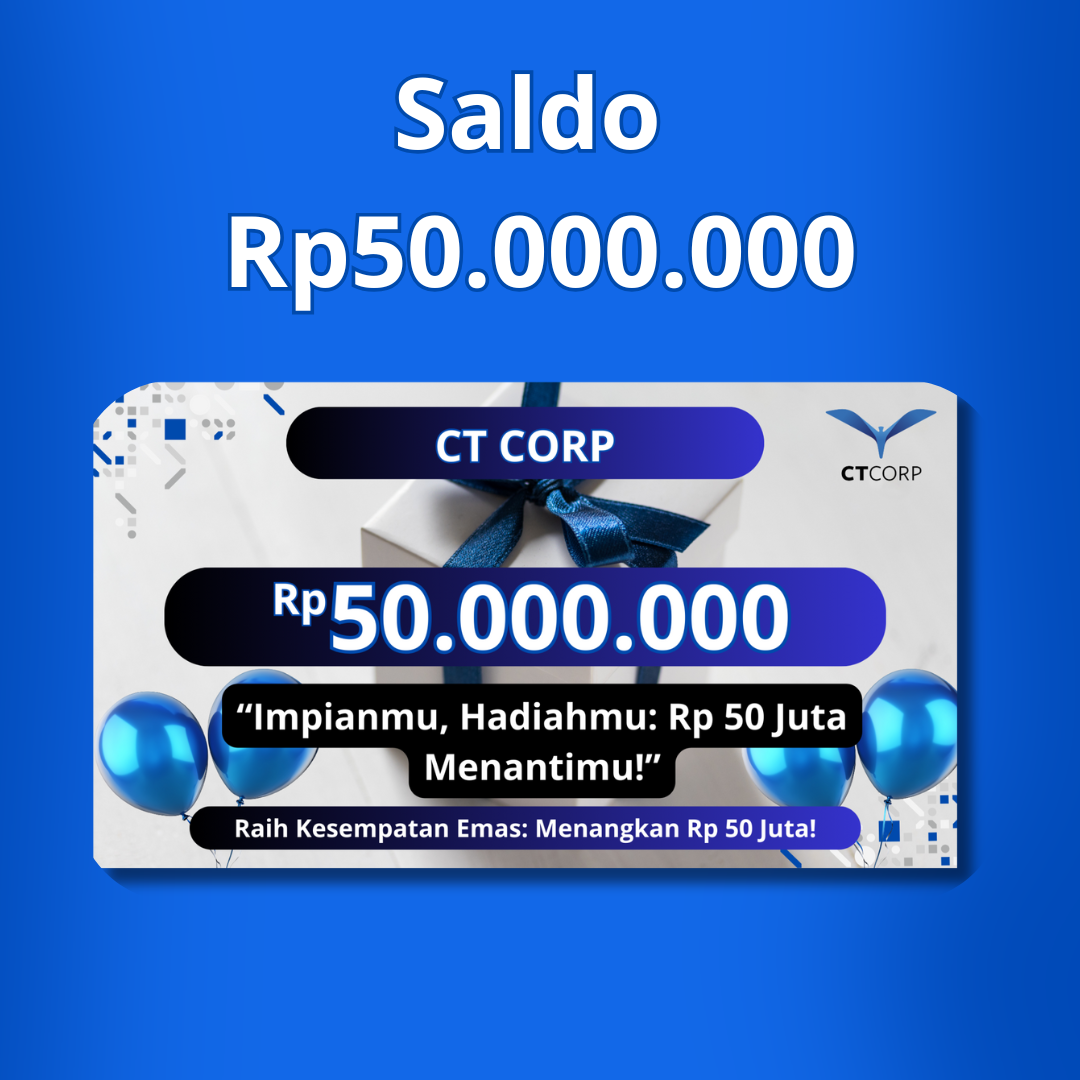 Saldo
Rp50.000.000
CT CORP
CTCORP
Rp50.000.000
“Impianmu, Hadiahmu: Rp 50 Juta
Menantimu!”
Raih Kesempatan Emas: Menangkan Rp 50 Juta!